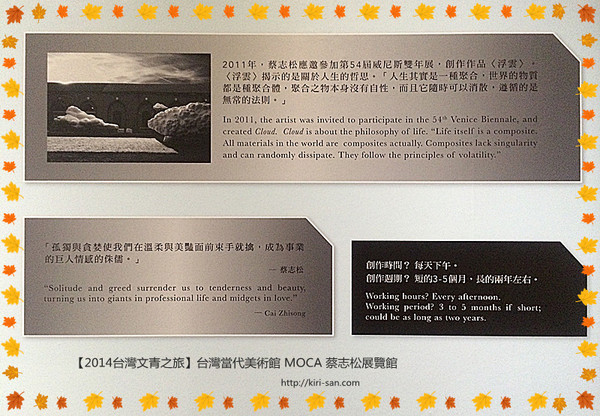 2011年，蔡志松應邀參加第54屆威尼斯雙年展，創作作品〈浮雲〉。
〈浮雲〉揭示的是關於人生的哲思。「人生其實是一種聚合，世界的物質
都是種聚合體，聚合之物本身沒有自性，而且它隨時可以消散，遵循的是
無常的法則。」
In 2011, the artist was invited to participate in the 54th Venice Biennale, and
created Cloud. Cloud is about the philosophy of life. “Life itself is a composite.
All materials in the world are composites actually. Composites lack singularity
and can randomly dissipate. They follow the principles of volatility.”
「孤獨與貪婪使我們在溫柔與美豔面前束手就擒，成為事業
的巨人情感的侏儒。」
— 蔡志松
“Solitude and greed surrender us to tenderness and beauty,
turning us into giants in professional life and midgets in love.”
— Cai Zhisong
創作時間？ 每天下午。
創作週期？ 短的3-5個月，長的兩年左右。
Working hours? Every afternoon.
Working period? 3 to 5 months if short;
could be as long as two years.
【2014台灣文青之旅】台灣當代美術館 MOCA 蔡志松展覽館
http://kiri-san.com